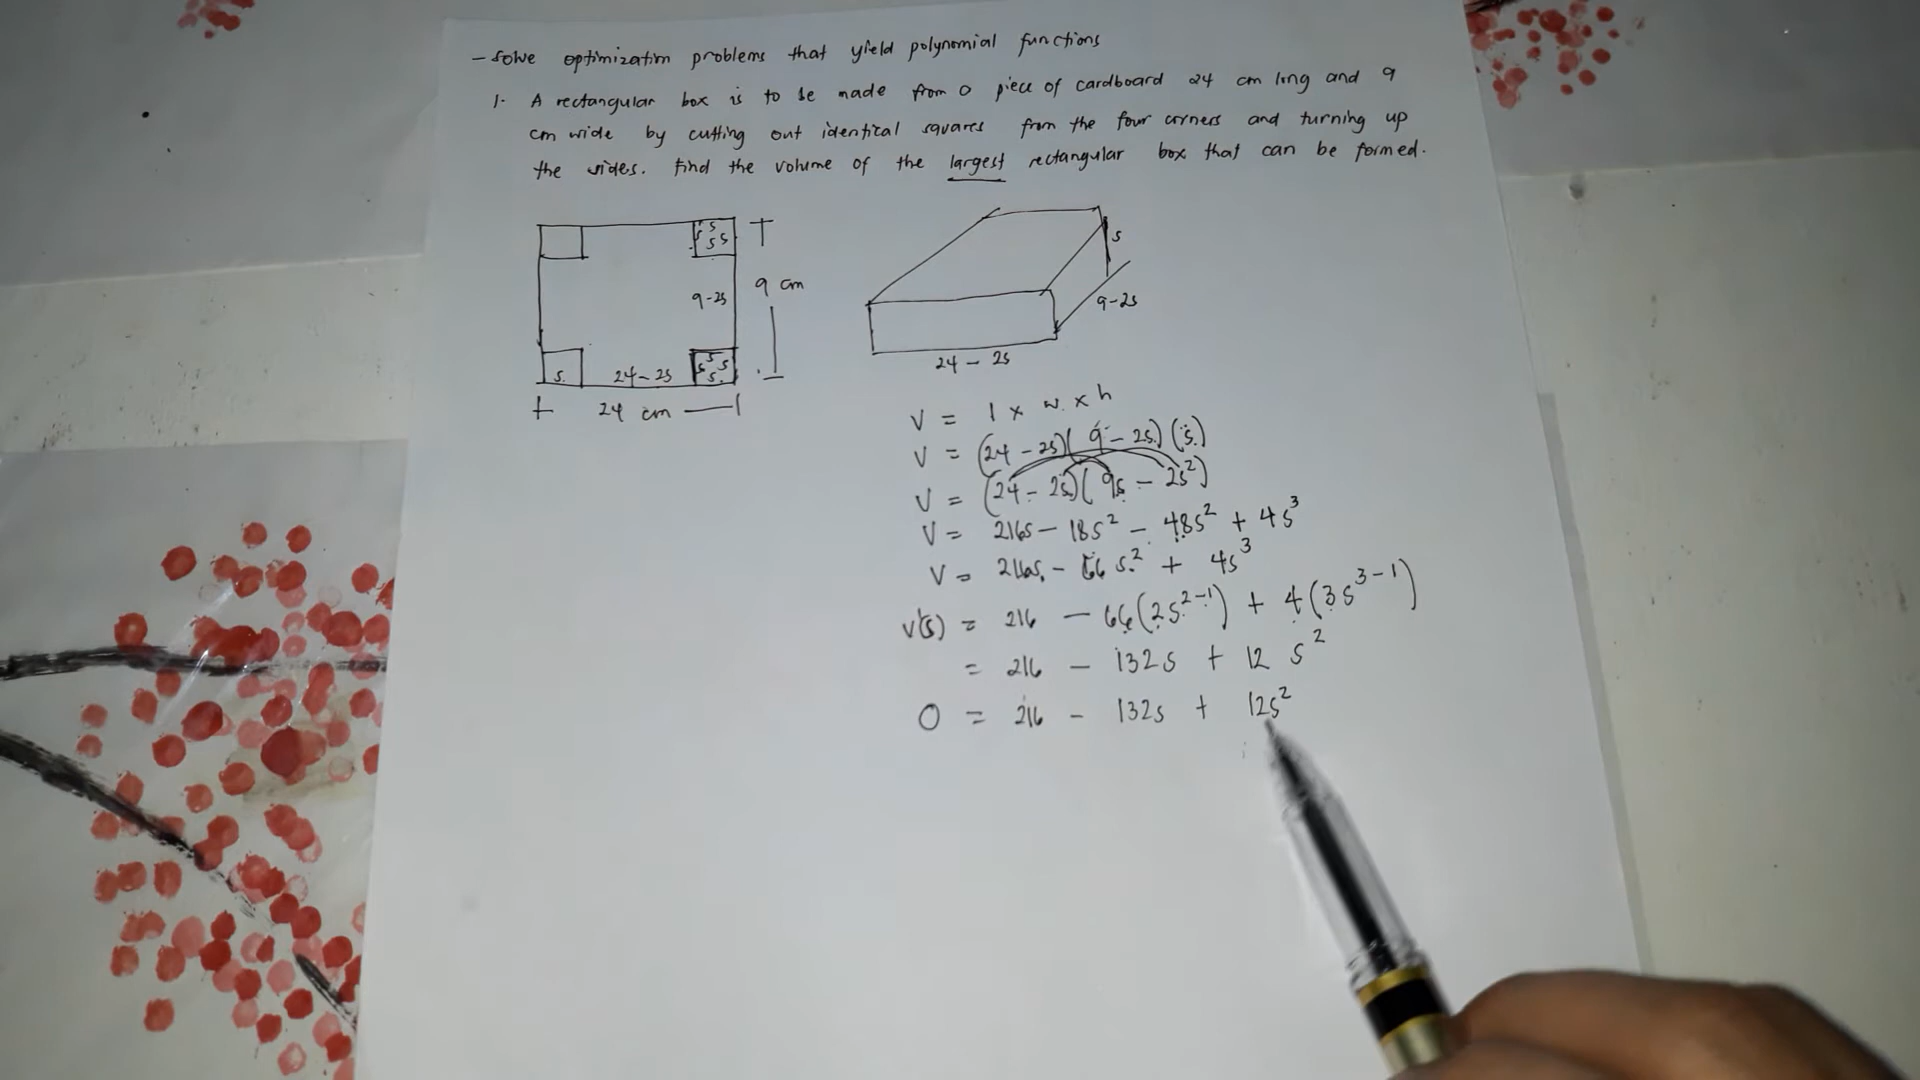 - Solve optimization problems that yield polynomial functions
1. A rectangular box is to be made from a piece of cardboard 24 cm long and 9
cm wide by cutting out identical squares from the four corners and turning up
the sides. Find the volume of the largest rectangular box that can be formed.
s s s s
9-2s
9 cm
s
24-2s
s s s s
24 cm
s
9-2s
24 - 2s
V = l x w x h
V = (24 - 2s)(9 - 2s)(s)
V = (24 - 2s)(9s - 2s²)
V = 216s - 18s² - 48s² + 4s³
V = 216s - 66s² + 4s³
V'(s) = 216 - 66(2s²⁻¹) + 4(3s³⁻¹)
= 216 - 132s + 12 s²
0 = 216 - 132s + 12s²